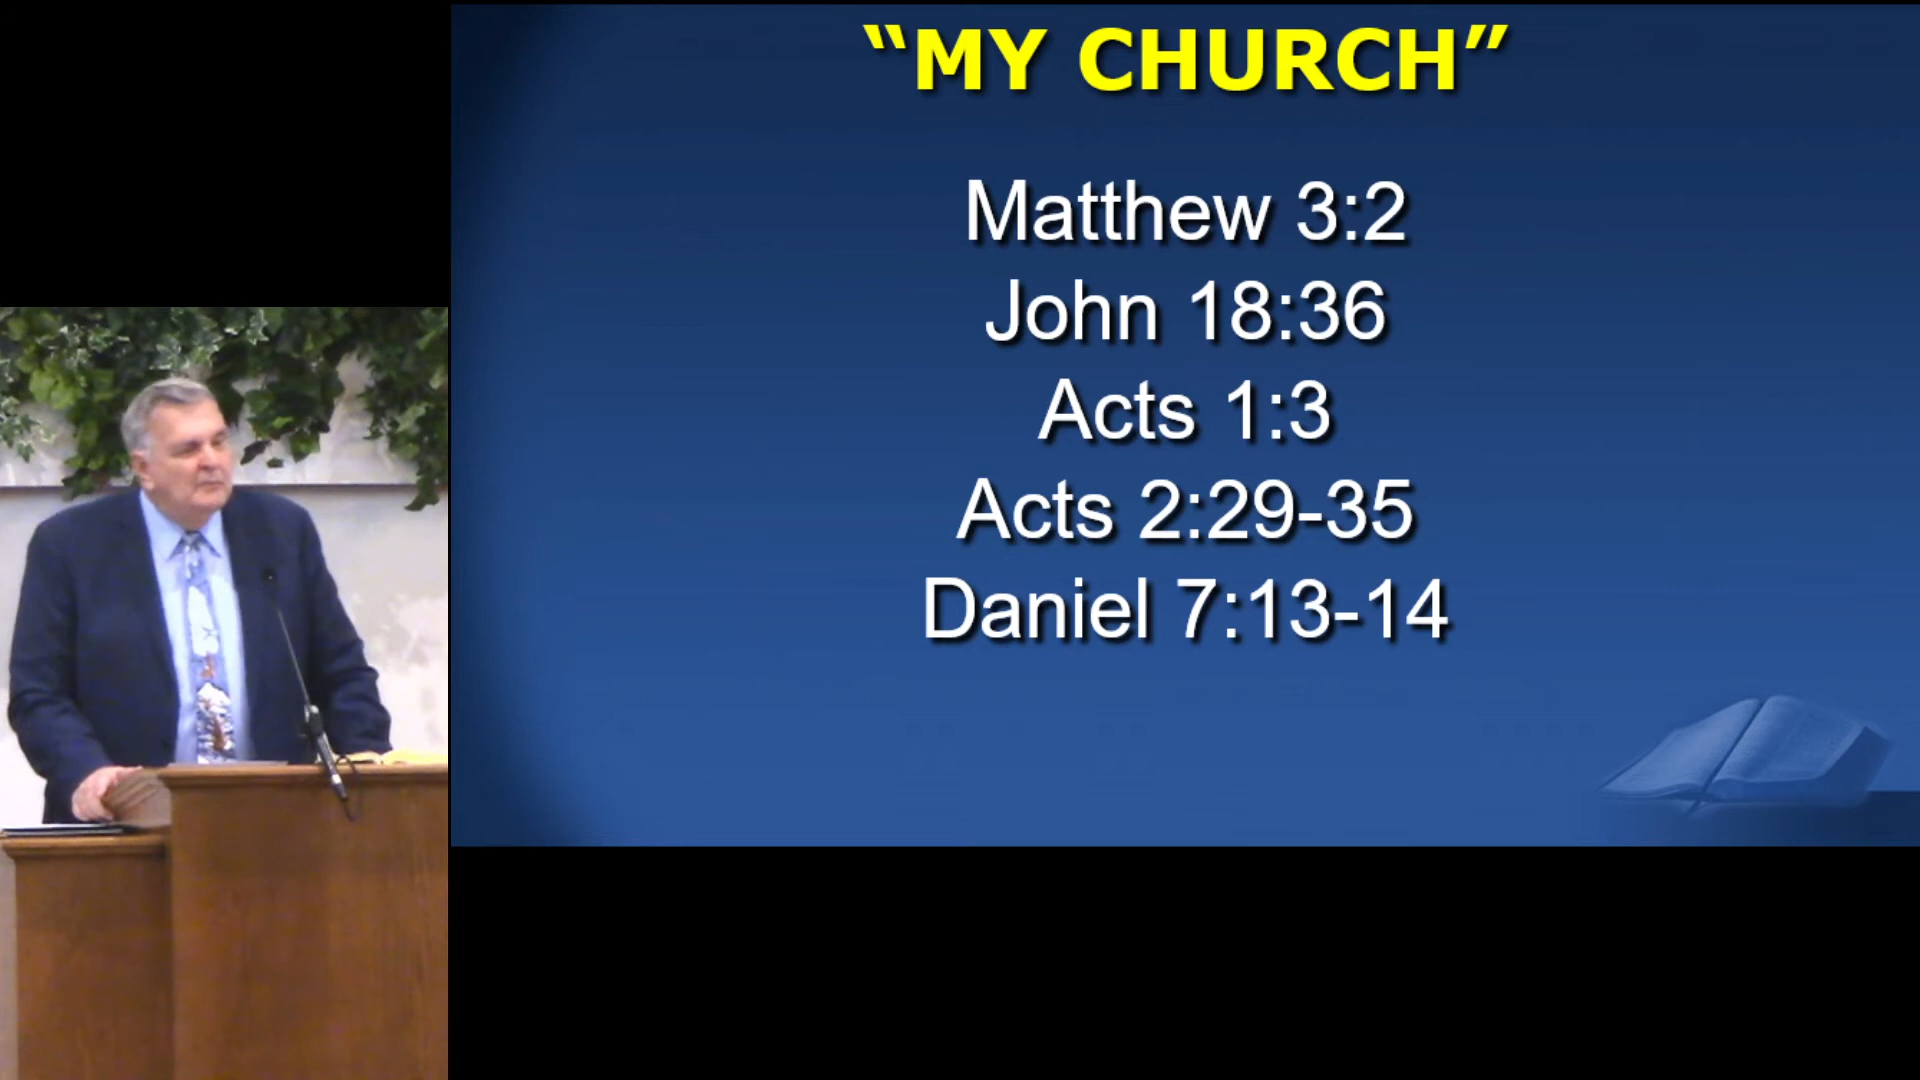 “MY CHURCH”
Matthew 3:2
John 18:36
Acts 1:3
Acts 2:29-35
Daniel 7:13-14